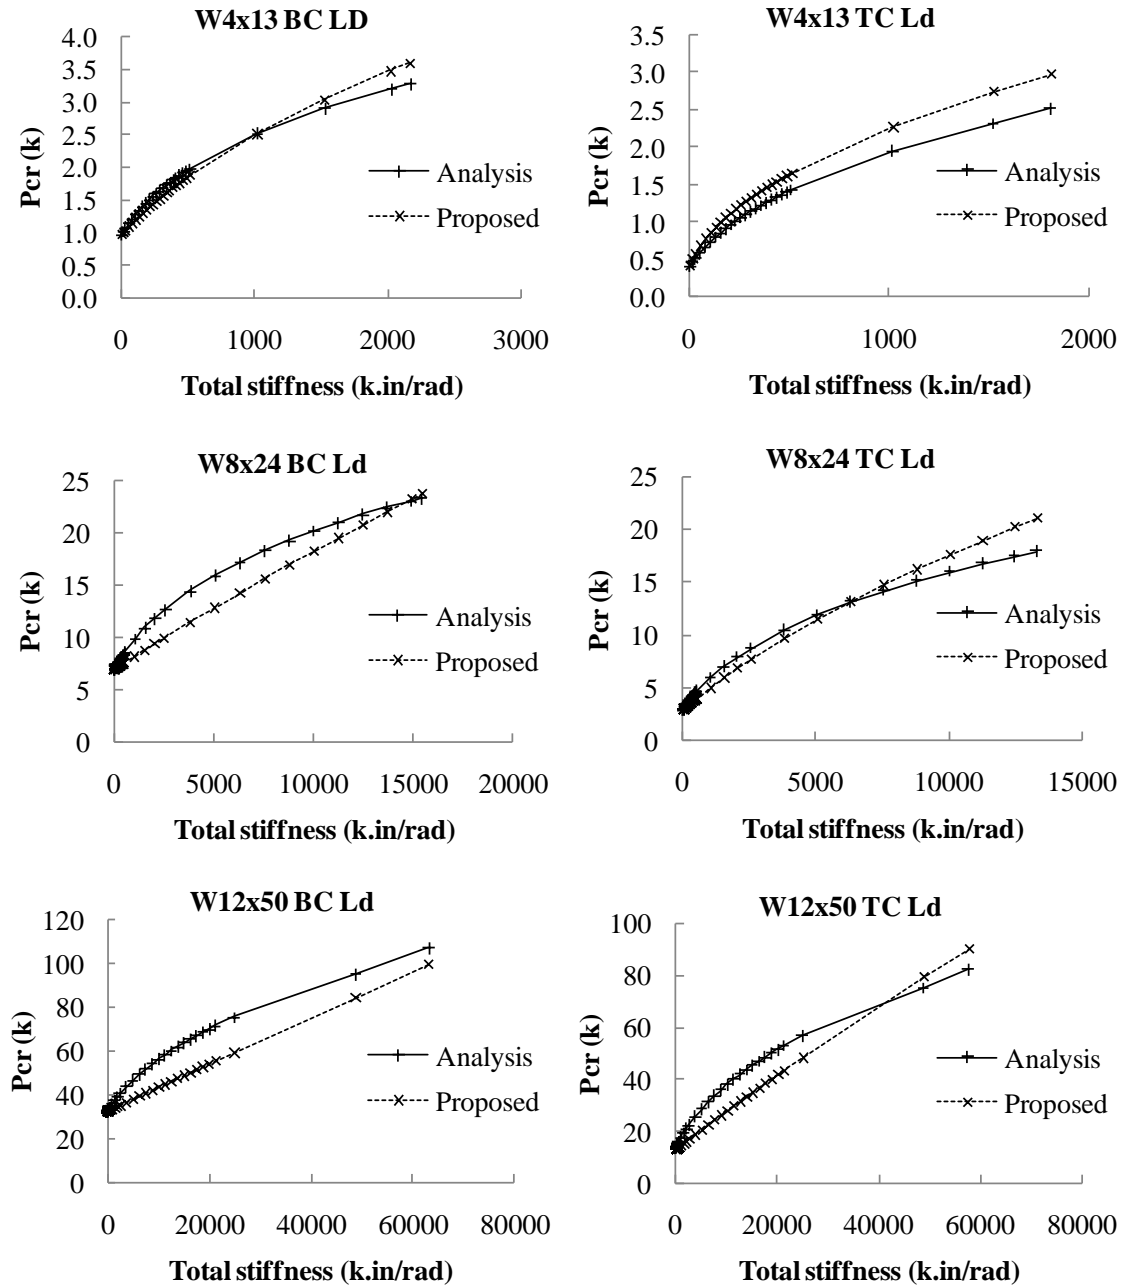 W4x13 BC LD
4.0
3.5
3.0
2.5
2.0
1.5
1.0
0.5
0.0
Pcr (k)
Analysis
Proposed
0 1000 2000 3000
Total stiffness (k.in/rad)
W4x13 TC Ld
3.5
3.0
2.5
2.0
1.5
1.0
0.5
0.0
Pcr (k)
Analysis
Proposed
0 1000 2000
Total stiffness (k.in/rad)
W8x24 BC Ld
25
20
15
10
5
0
Pcr (k)
Analysis
Proposed
0 5000 10000 15000 20000
Total stiffness (k.in/rad)
W8x24 TC Ld
25
20
15
10
5
0
Pcr (k)
Analysis
Proposed
0 5000 10000 15000
Total stiffness (k.in/rad)
W12x50 BC Ld
120
100
80
60
40
20
0
Pcr (k)
Analysis
Proposed
0 20000 40000 60000 80000
Total stiffness (k.in/rad)
W12x50 TC Ld
100
80
60
40
20
0
Pcr (k)
Analysis
Proposed
0 20000 40000 60000 80000
Total stiffness (k.in/rad)